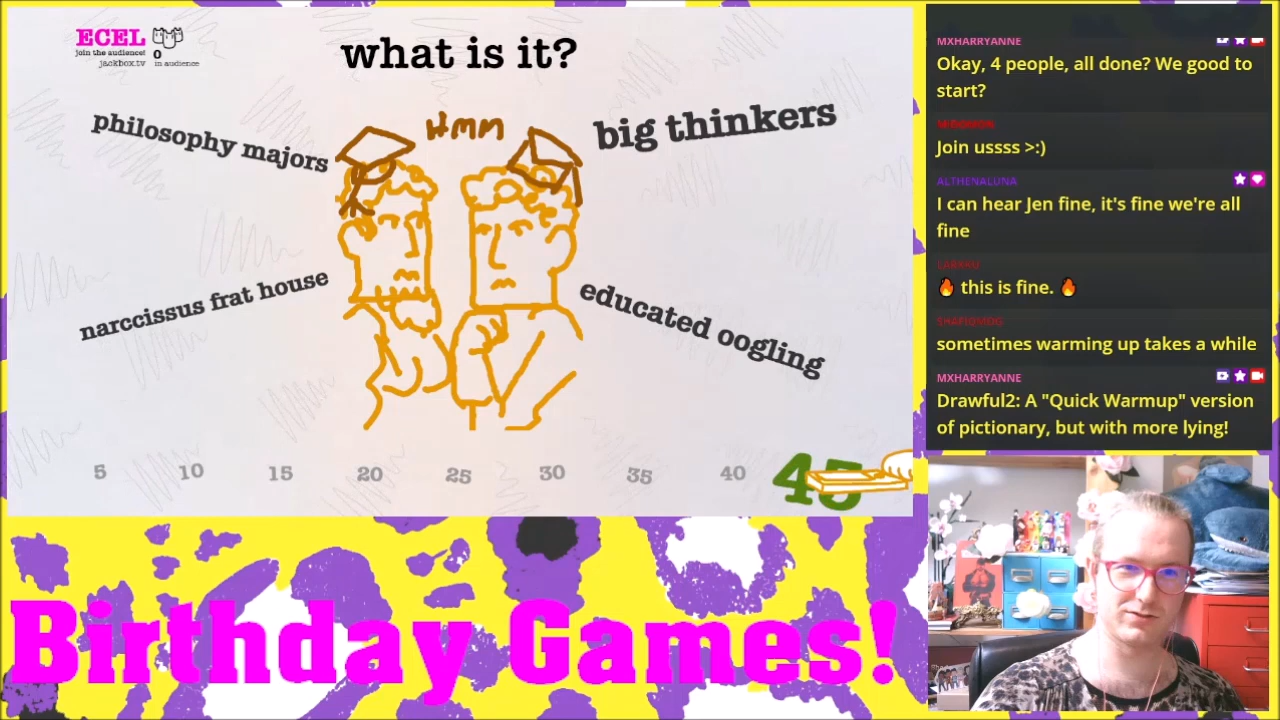 ECEL
join the audience!
jackbox.tv
0
in audience
what is it?
philosophy majors
HMM
big thinkers
narccissus frat house
educated oogling
5 10 15 20 25 30 35 40 45
Birthday Games!
MXHARRYANNE
Okay, 4 people, all done? We good to
start?
Join ussss >:)
ALTHENALUNA
I can hear Jen fine, it's fine we're all
fine
🔥 this is fine. 🔥
sometimes warming up takes a while
MXHARRYANNE
Drawful2: A "Quick Warmup" version
of pictionary, but with more lying!